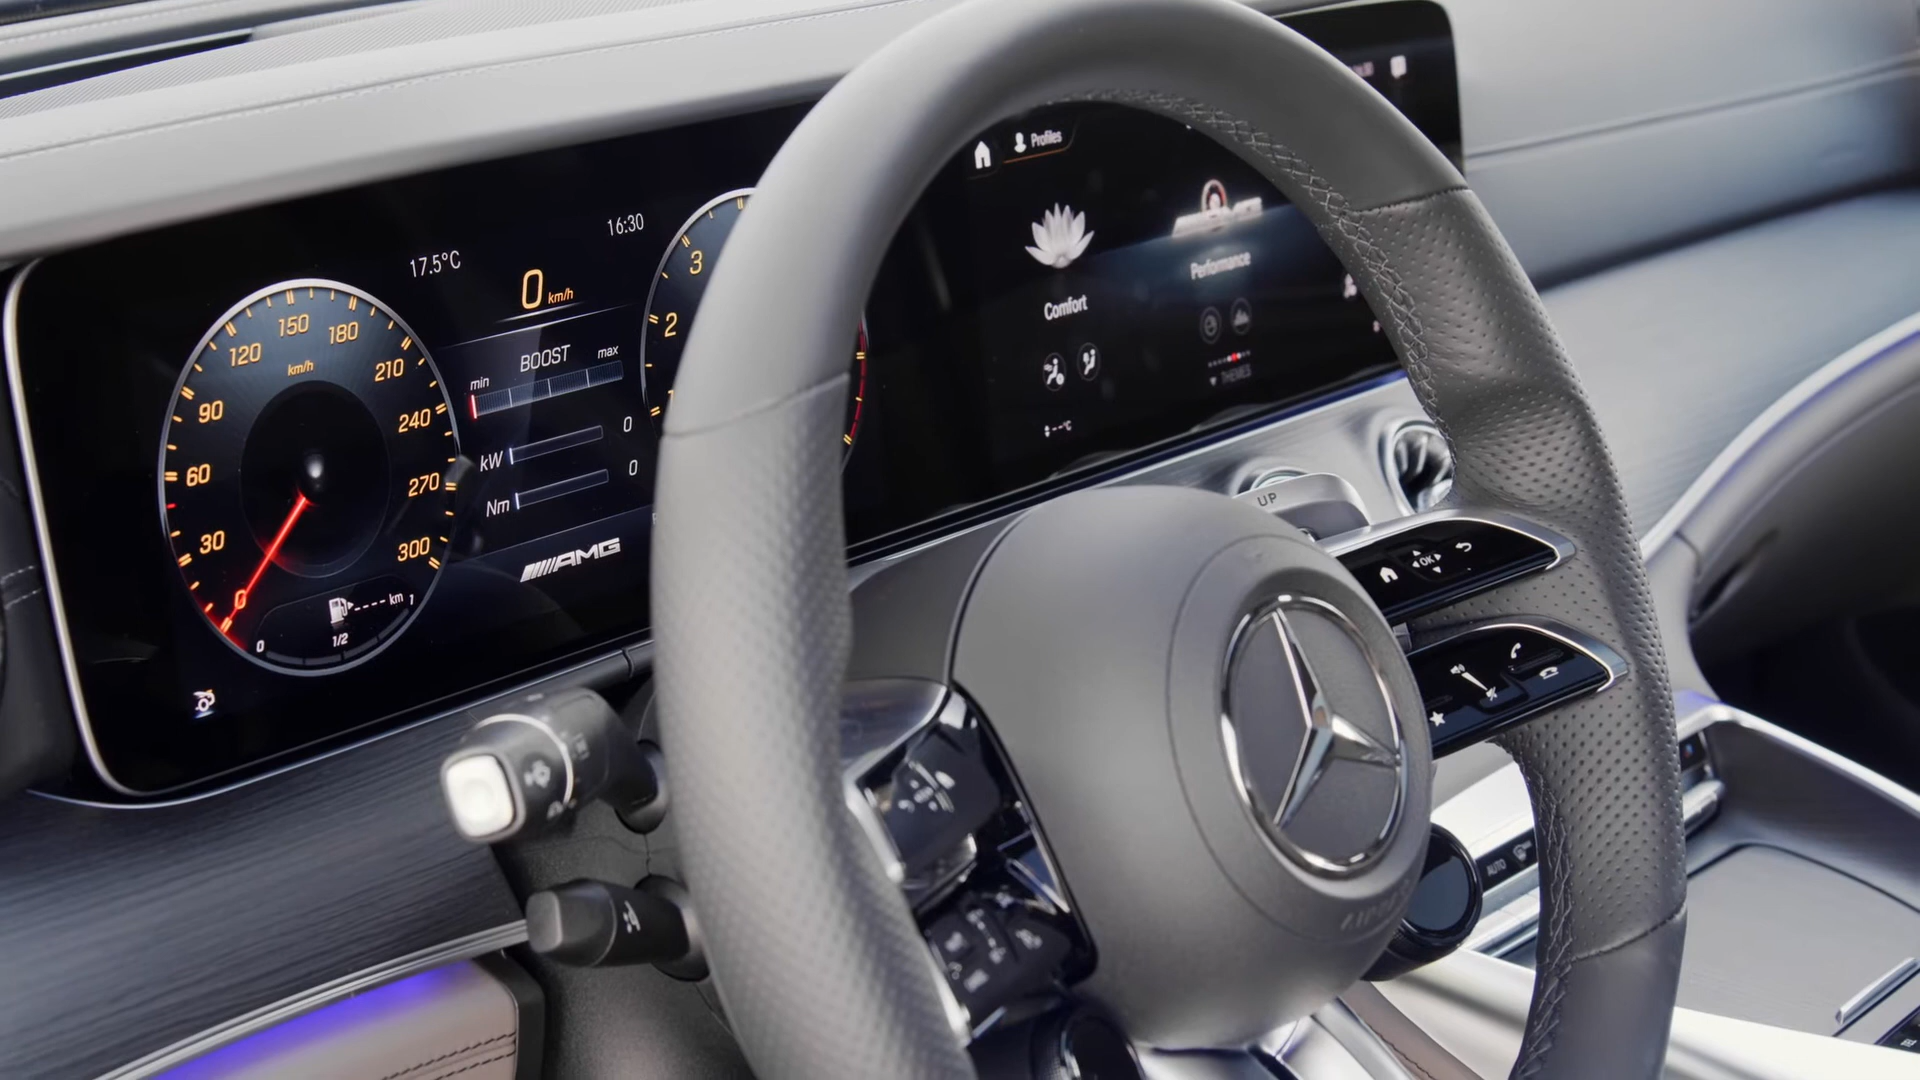 Profiles
16:30
17.5°C
0 km/h
150
120
180
km/h
210
90
240
60
270
30
300
0
BOOST
min
max
kW
0
Nm
0
AMG
3
2
1
km
0
1/2
1
Comfort
Performance
THEMES
--°C
UP
OK
AUTO